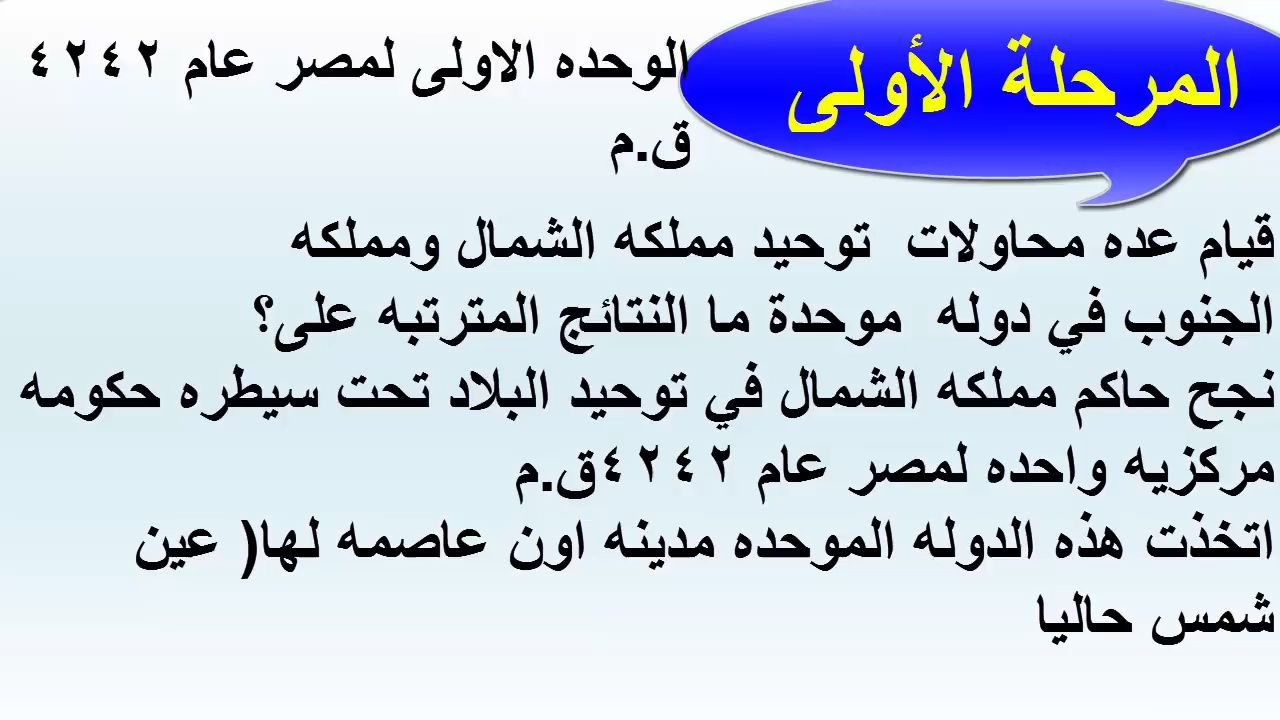 المرحلة الأولى
الوحده الاولى لمصر عام ٤٢٤٢
ق.م
قيام عده محاولات توحيد مملكه الشمال ومملكه
الجنوب في دوله موحدة ما النتائج المترتبه على؟
نجح حاكم مملكه الشمال في توحيد البلاد تحت سيطره حكومه
مركزيه واحده لمصر عام ٤٢٤٢ق.م
اتخذت هذه الدوله الموحده مدينه اون عاصمه لها( عين
شمس حاليا